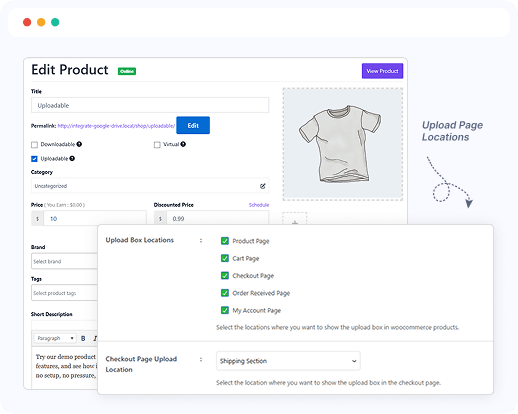 Edit Product
Online
View Product
Title
Uploadable
Permalink: http://integrate-google-drive.local/shop/uploadable/
Edit
Downloadable
Virtual
Uploadable
Category
Uncategorized
Price ( You Earn : $0.00 )
Discounted Price
Schedule
$ 10
$ 0.99
Brand
Select brand
Tags
Select product tags
Short Description
Paragraph B I
Try our demo product
features, and see how i
no setup, no pressure,
Upload Page
Locations
Upload Box Locations :
Product Page
Cart Page
Checkout Page
Order Received Page
My Account Page
Select the locations where you want to show the upload box in woocommerce products.
Checkout Page Upload : Shipping Section
Location
Select the location where you want to show the upload box in the checkout page.